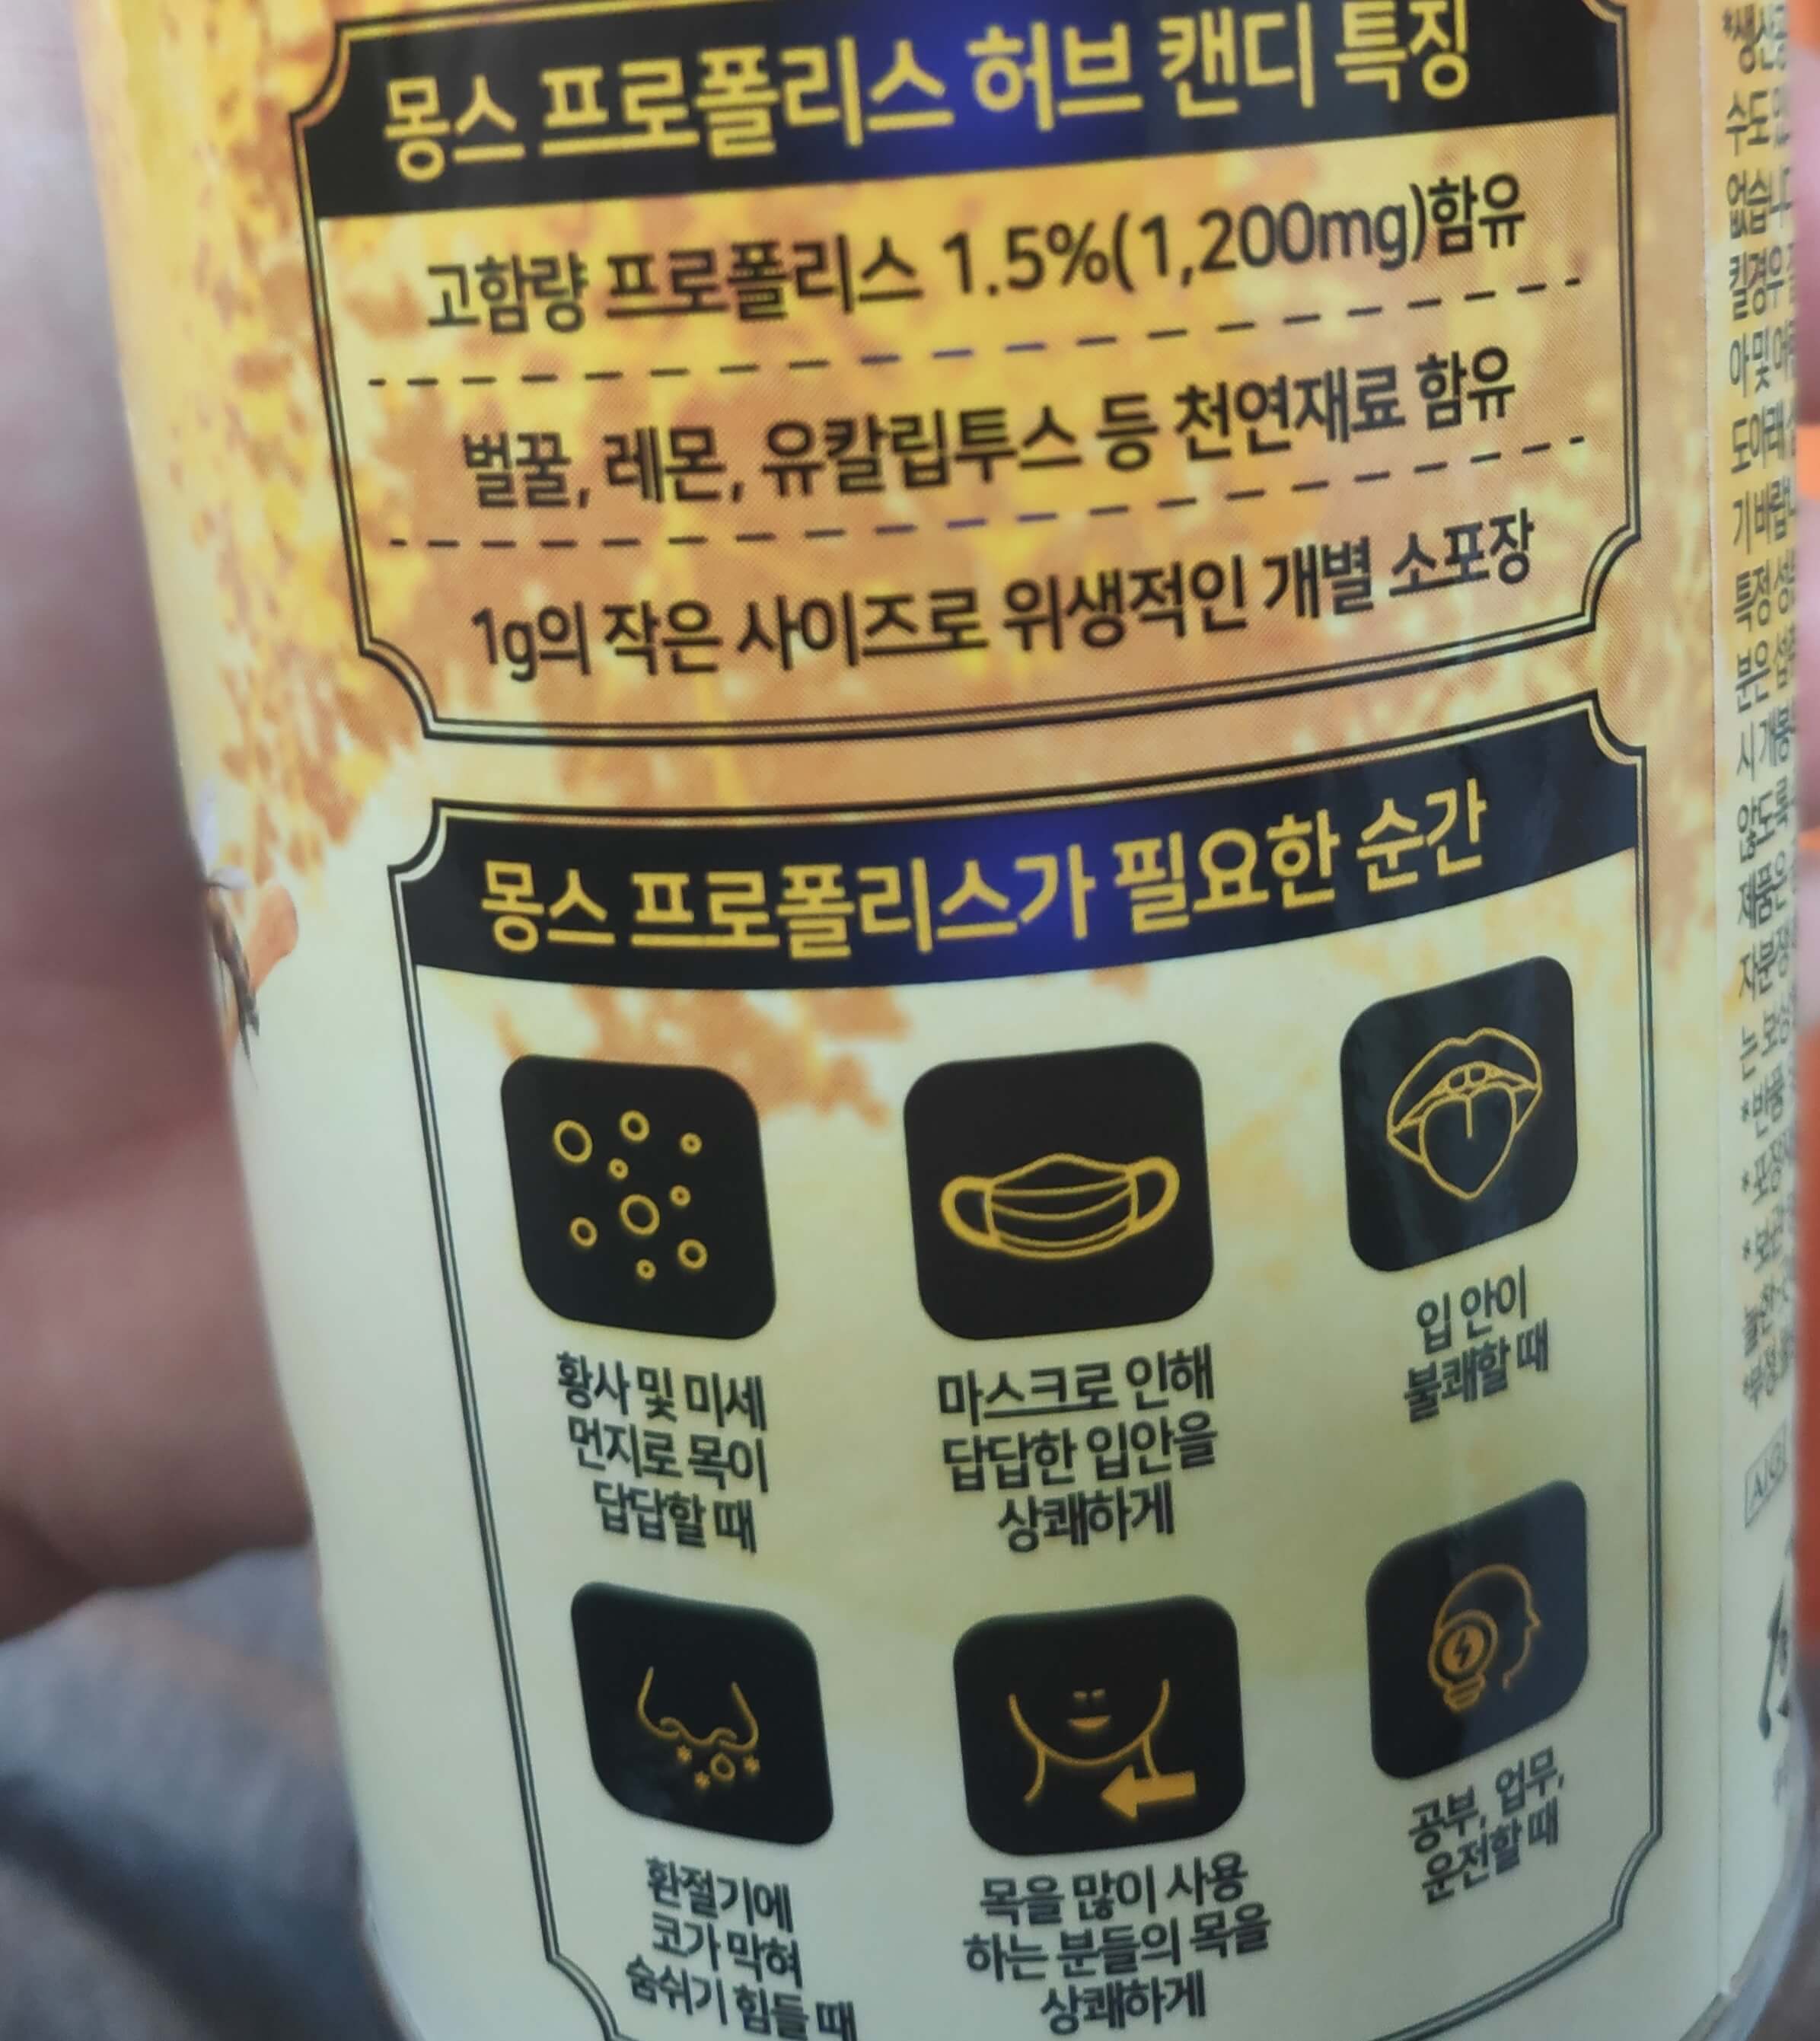 몽스 프로폴리스 허브 캔디 특징
고함량 프로폴리스 1.5%(1,200mg)함유
벌꿀, 레몬, 유칼립투스 등 천연재료 함유
1g의 작은 사이즈로 위생적인 개별 소포장
몽스 프로폴리스가 필요한 순간
황사 및 미세
먼지로 목이
답답할 때
마스크로 인해
답답한 입안을
상쾌하게
입 안이
불쾌할 때
환절기에
코가 막혀
숨쉬기 힘들 때
목을 많이 사용
하는 분들의 목을
상쾌하게
공부, 업무,
운전할 때